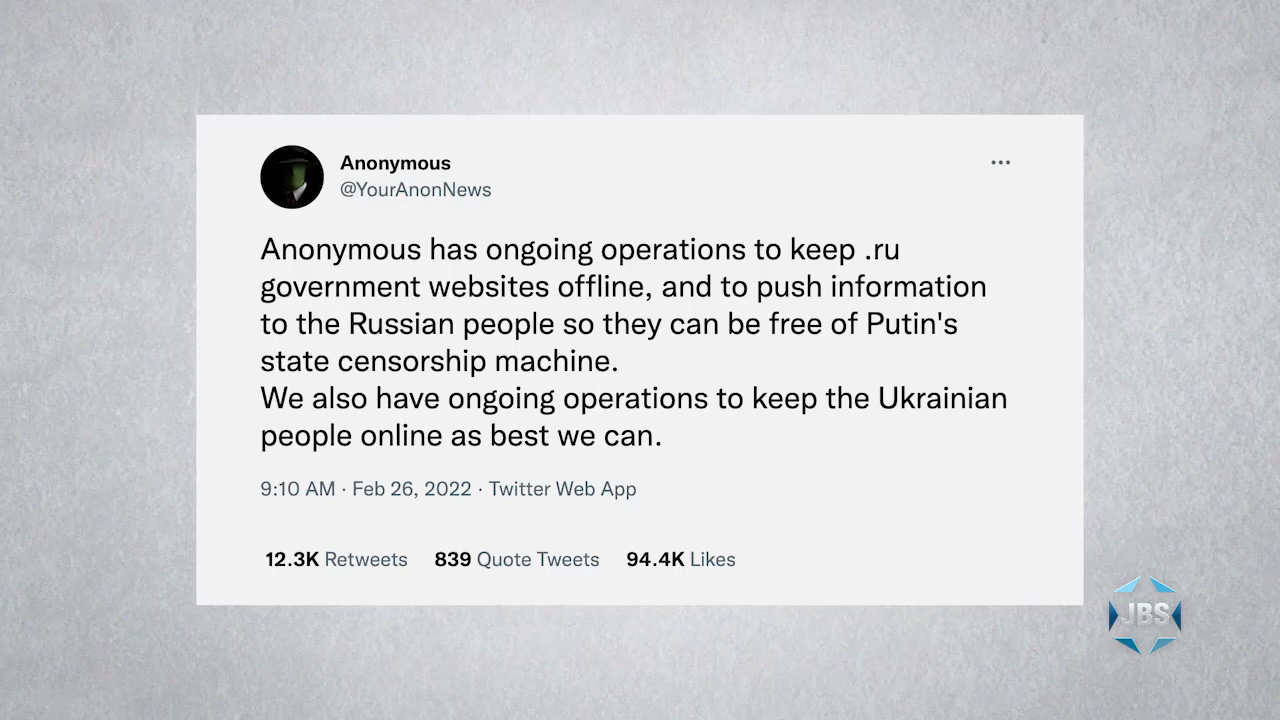 Anonymous
@YourAnonNews
Anonymous has ongoing operations to keep .ru
government websites offline, and to push information
to the Russian people so they can be free of Putin's
state censorship machine.
We also have ongoing operations to keep the Ukrainian
people online as best we can.
9:10 AM · Feb 26, 2022 · Twitter Web App
12.3K Retweets 839 Quote Tweets 94.4K Likes
JBS